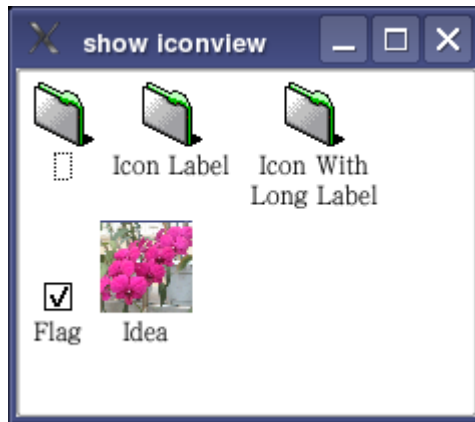 show iconview
Icon Label
Icon With
Long Label
Flag
Idea